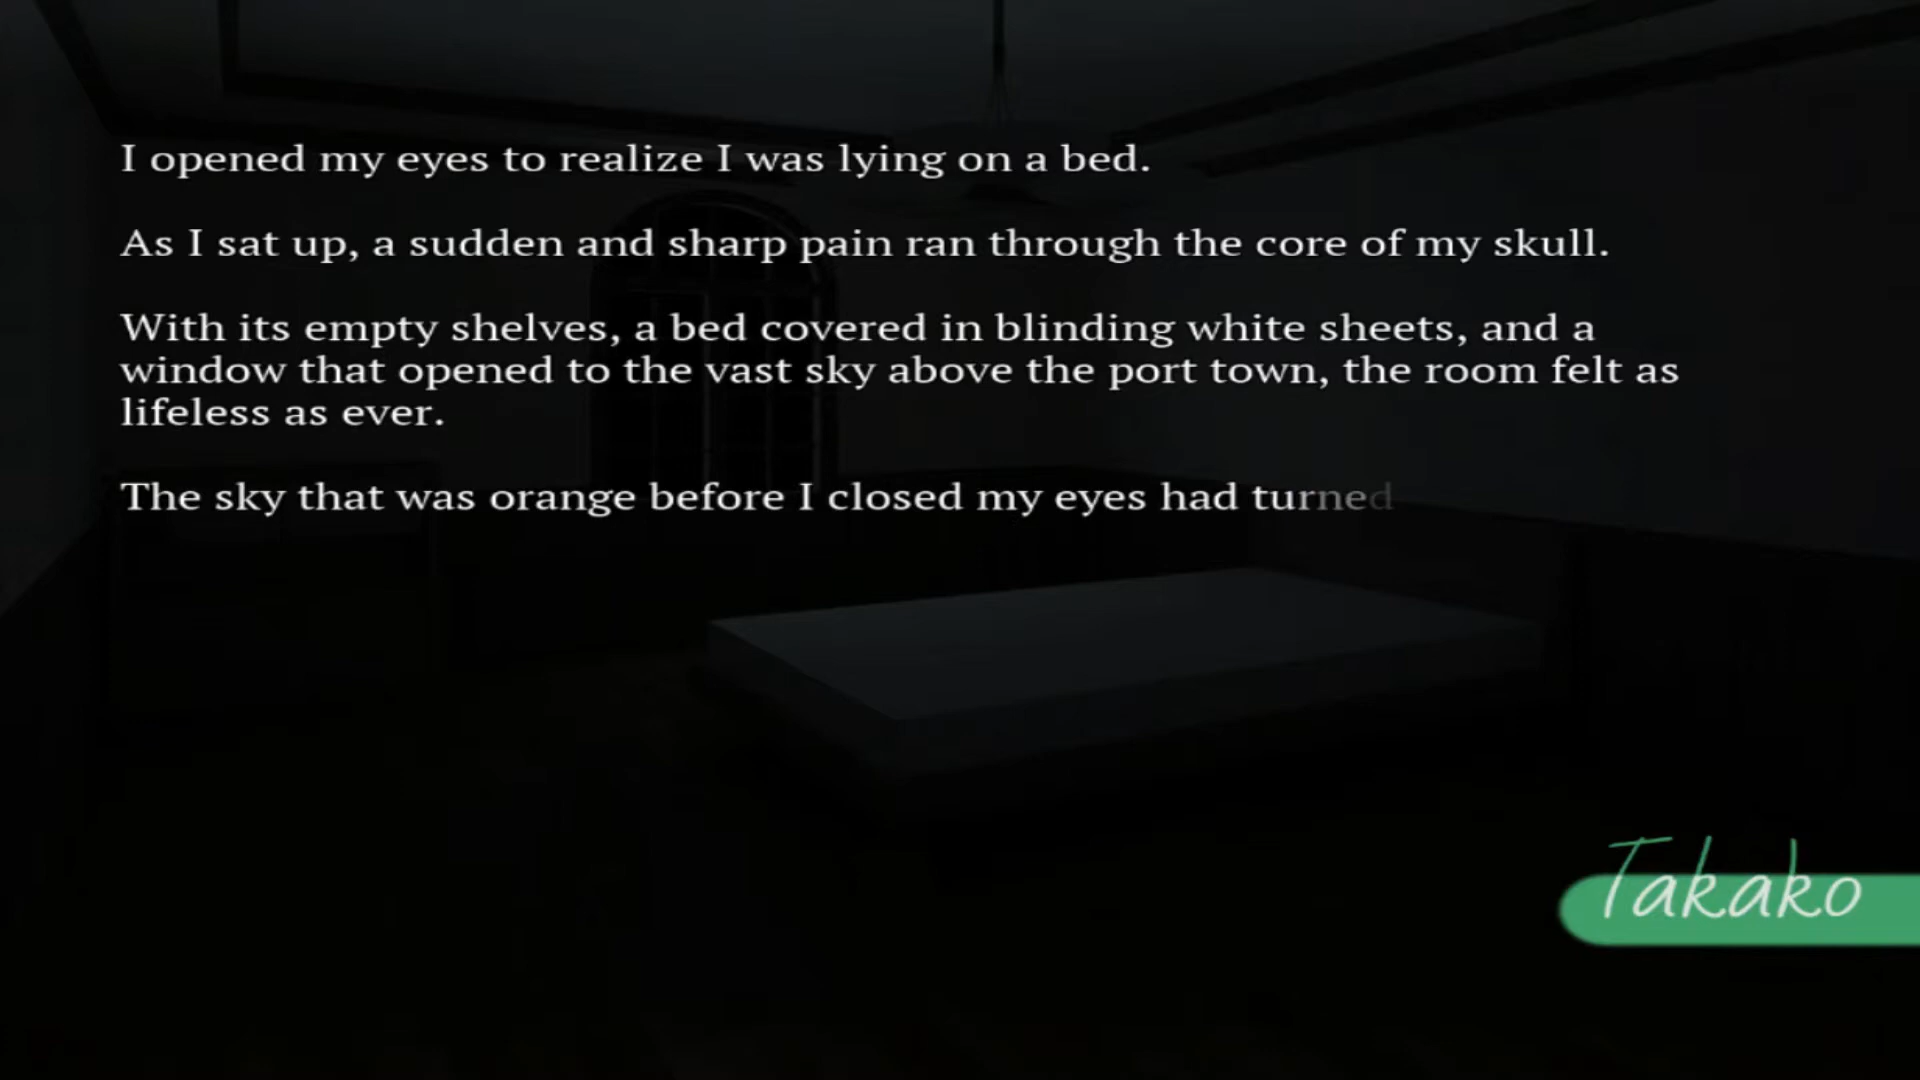 I opened my eyes to realize I was lying on a bed.
As I sat up, a sudden and sharp pain ran through the core of my skull.
With its empty shelves, a bed covered in blinding white sheets, and a
window that opened to the vast sky above the port town, the room felt as
lifeless as ever.
The sky that was orange before I closed my eyes had turned
Takako